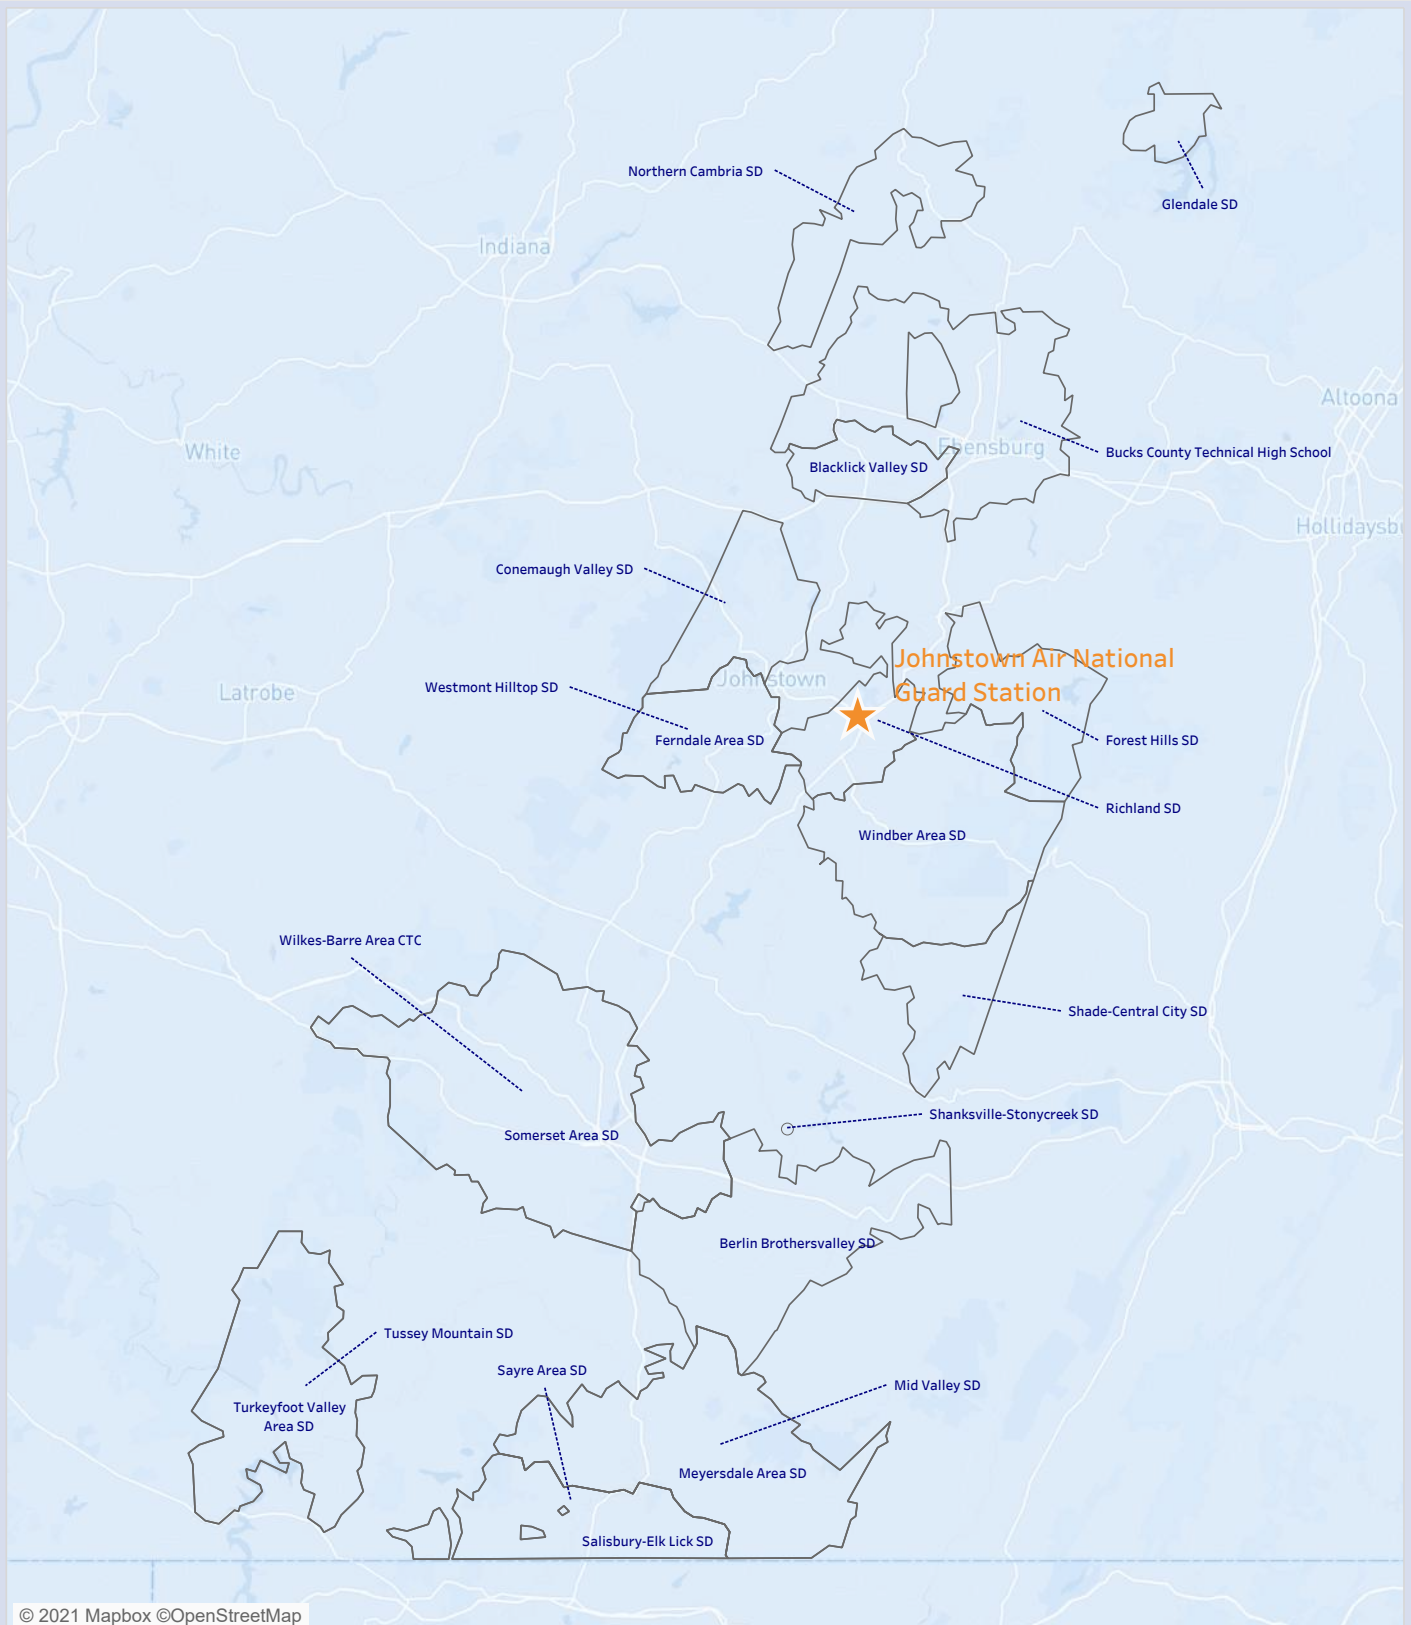 Northern Cambria SD
Glendale SD
Indiana
Altoona
White
Ebensburg
Bucks County Technical High School
Blacklick Valley SD
Hollidaysbu
Conemaugh Valley SD
Johnstown Air National
Guard Station
Latrobe
Westmont Hilltop SD
Johnstown
Ferndale Area SD
Forest Hills SD
Richland SD
Windber Area SD
Wilkes-Barre Area CTC
Shade-Central City SD
Shanksville-Stonycreek SD
Somerset Area SD
Berlin Brothersvalley SD
Tussey Mountain SD
Sayre Area SD
Mid Valley SD
Turkeyfoot Valley
Area SD
Meyersdale Area SD
Salisbury-Elk Lick SD
© 2021 Mapbox ©OpenStreetMap